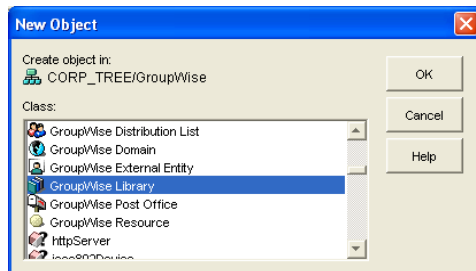 New Object
Create object in:
CORP_TREE/GroupWise
Class:
GroupWise Distribution List
GroupWise Domain
GroupWise External Entity
GroupWise Library
GroupWise Post Office
GroupWise Resource
httpServer
ieee802Device
OK
Cancel
Help